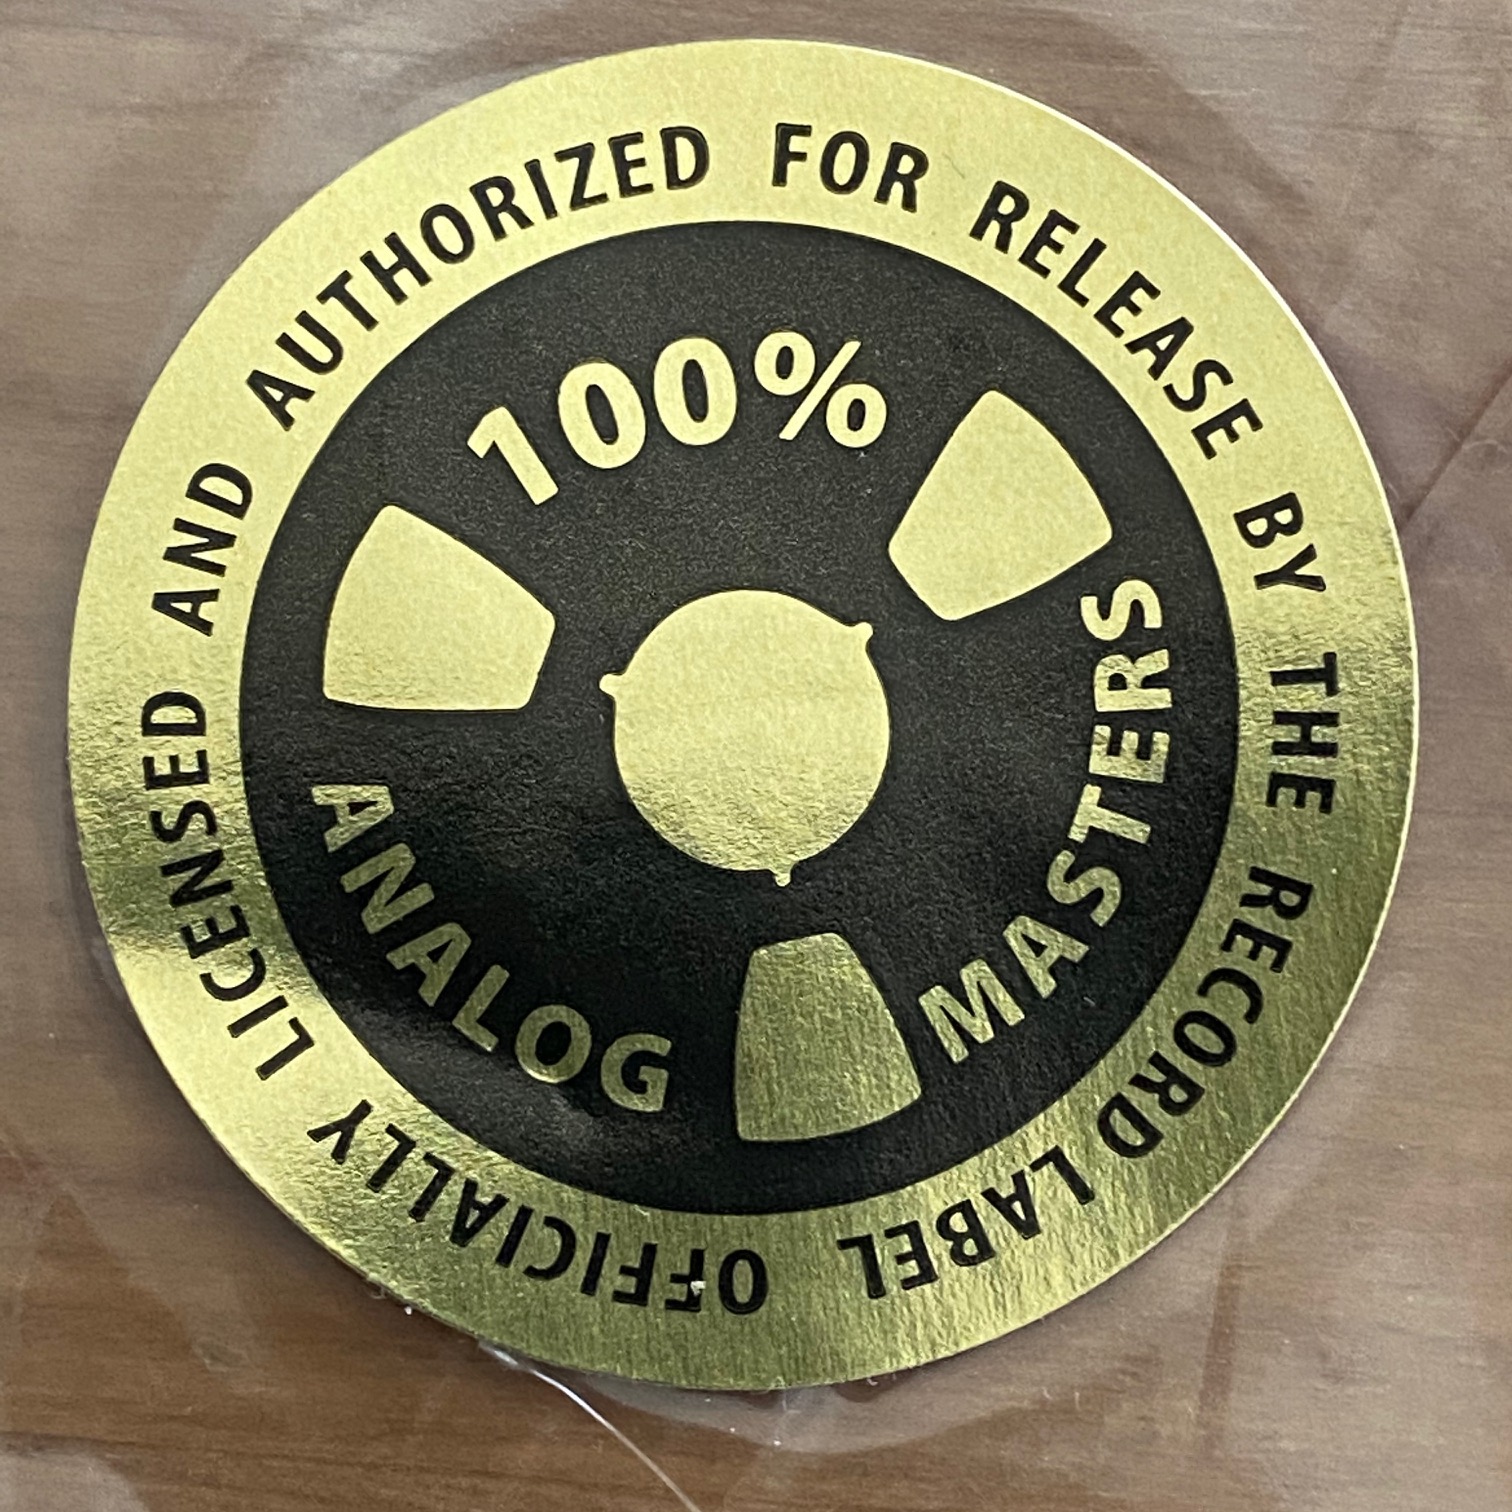 OFFICIALLY LICENSED AND AUTHORIZED FOR RELEASE BY THE RECORD LABEL
100%
ANALOG
MASTERS